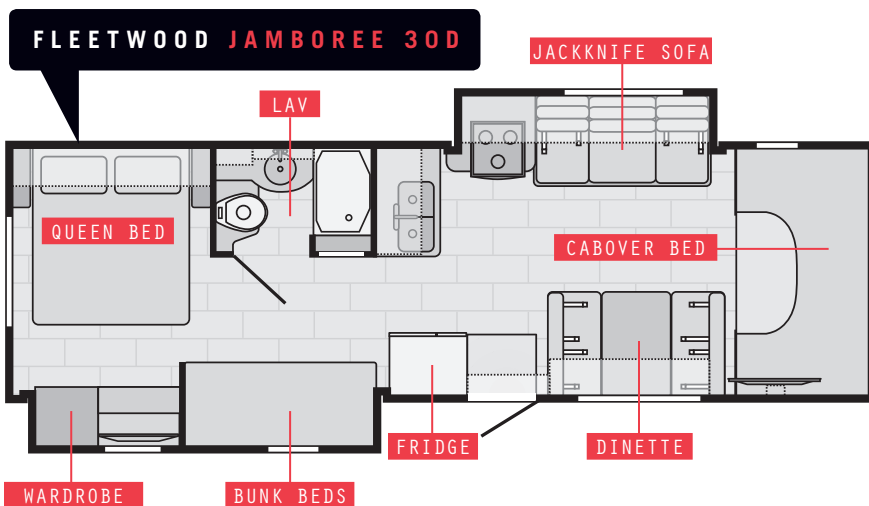 FLEETWOOD JAMBOREE 30D
JACKKNIFE SOFA
LAV
QUEEN BED
CABOVER BED
FRIDGE
DINETTE
WARDROBE
BUNK BEDS